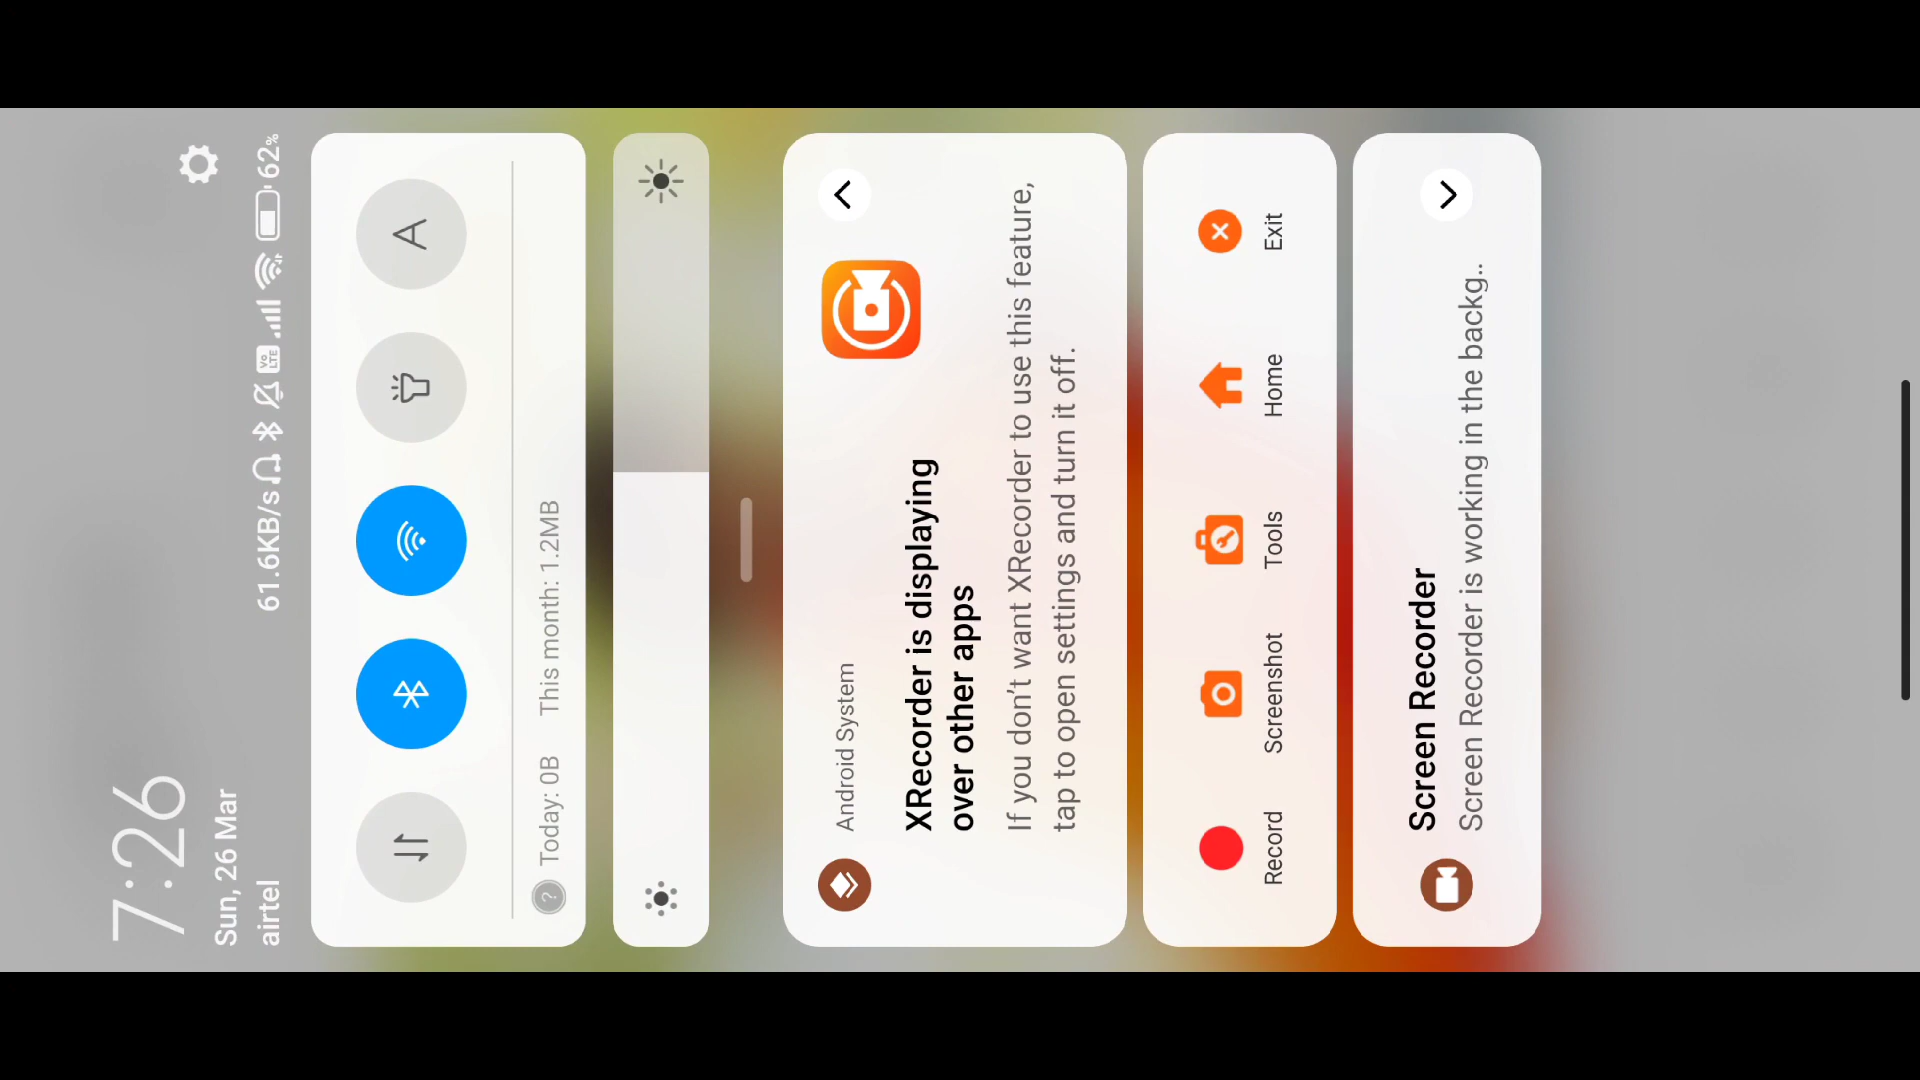 7:26
Sun, 26 Mar
airtel 61.6KB/s Vo LTE 62%
A
? Today: 0B This month: 1.2MB
Android System
XRecorder is displaying
over other apps
If you don't want XRecorder to use this feature,
tap to open settings and turn it off.
Record Screenshot Tools Home Exit
Screen Recorder
Screen Recorder is working in the backg..